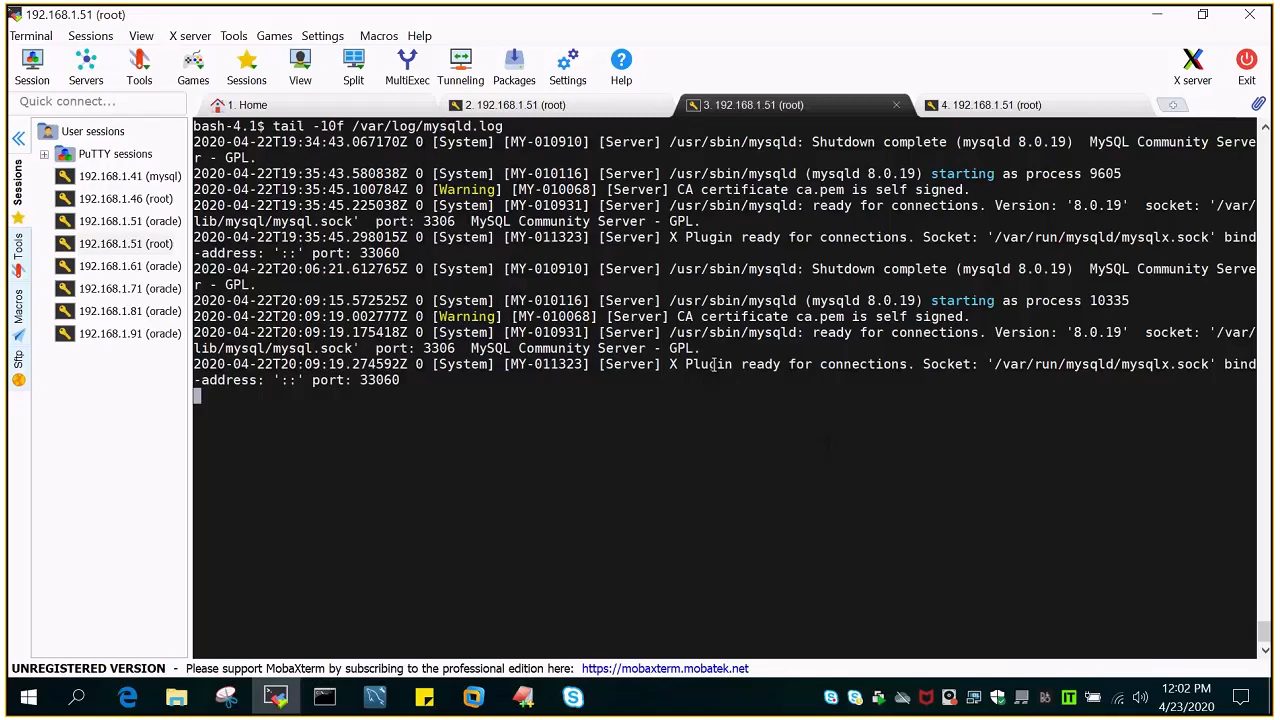 192.168.1.51 (root)
Terminal Sessions View X server Tools Games Settings Macros Help
Session Servers Tools Games Sessions View Split MultiExec Tunneling Packages Settings Help X server Exit
Quick connect...
1. Home
2. 192.168.1.51 (root)
3. 192.168.1.51 (root)
4. 192.168.1.51 (root)
User sessions
PuTTY sessions
192.168.1.41 (mysql)
192.168.1.46 (root)
192.168.1.51 (oracle)
192.168.1.51 (root)
192.168.1.61 (oracle)
192.168.1.71 (oracle)
192.168.1.81 (oracle)
192.168.1.91 (oracle)
Sessions
Tools
Macros
Sftp
bash-4.1$ tail -10f /var/log/mysqld.log
2020-04-22T19:34:43.067170Z 0 [System] [MY-010910] [Server] /usr/sbin/mysqld: Shutdown complete (mysqld 8.0.19)  MySQL Community Serve
r - GPL.
2020-04-22T19:35:43.580838Z 0 [System] [MY-010116] [Server] /usr/sbin/mysqld (mysqld 8.0.19) starting as process 9605
2020-04-22T19:35:45.100784Z 0 [Warning] [MY-010068] [Server] CA certificate ca.pem is self signed.
2020-04-22T19:35:45.225038Z 0 [System] [MY-010931] [Server] /usr/sbin/mysqld: ready for connections. Version: '8.0.19'  socket: '/var/
lib/mysql/mysql.sock'  port: 3306  MySQL Community Server - GPL.
2020-04-22T19:35:45.298015Z 0 [System] [MY-011323] [Server] X Plugin ready for connections. Socket: '/var/run/mysqld/mysqlx.sock' bind
-address: '::' port: 33060
2020-04-22T20:06:21.612765Z 0 [System] [MY-010910] [Server] /usr/sbin/mysqld: Shutdown complete (mysqld 8.0.19)  MySQL Community Serve
r - GPL.
2020-04-22T20:09:15.572525Z 0 [System] [MY-010116] [Server] /usr/sbin/mysqld (mysqld 8.0.19) starting as process 10335
2020-04-22T20:09:19.002777Z 0 [Warning] [MY-010068] [Server] CA certificate ca.pem is self signed.
2020-04-22T20:09:19.175418Z 0 [System] [MY-010931] [Server] /usr/sbin/mysqld: ready for connections. Version: '8.0.19'  socket: '/var/
lib/mysql/mysql.sock'  port: 3306  MySQL Community Server - GPL.
2020-04-22T20:09:19.274592Z 0 [System] [MY-011323] [Server] X Plugin ready for connections. Socket: '/var/run/mysqld/mysqlx.sock' bind
-address: '::' port: 33060
UNREGISTERED VERSION - Please support MobaXterm by subscribing to the professional edition here: https://mobaxterm.mobatek.net
12:02 PM
4/23/2020